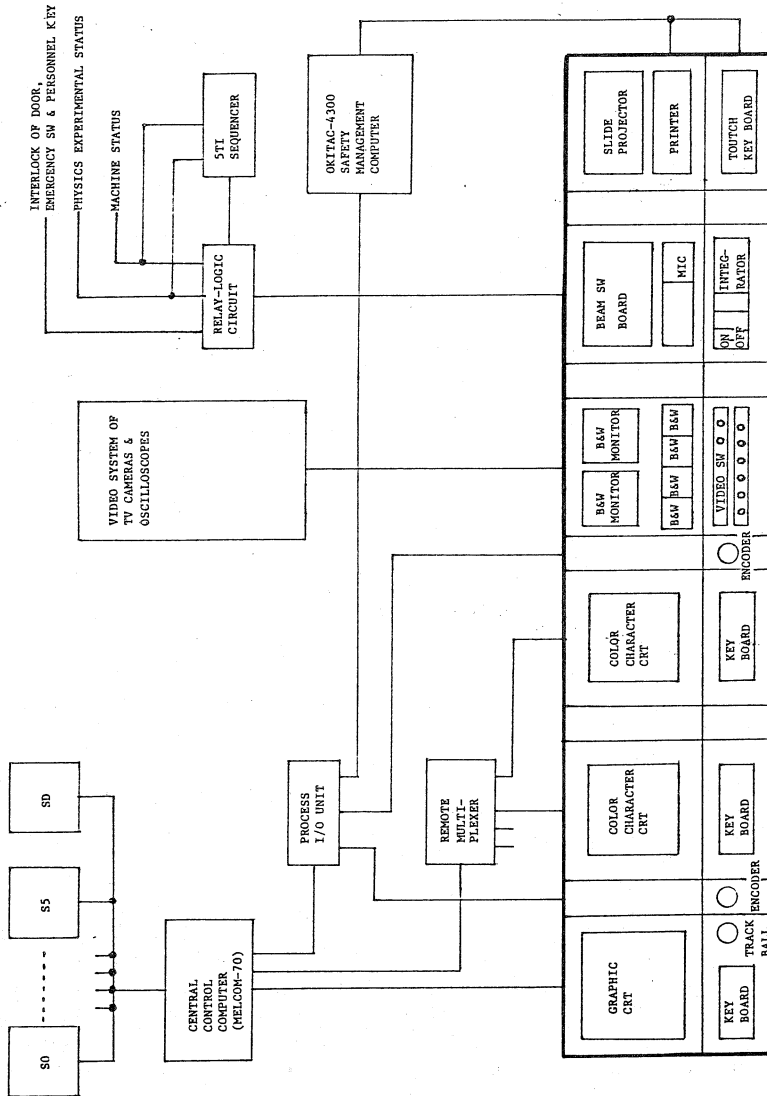 INTERLOCK OF DOOR,
EMERGENCY SW & PERSONNEL KEY
PHYSICS EXPERIMENTAL STATUS
MACHINE STATUS
5TI
SEQUENCER
RELAY-LOGIC
CIRCUIT
OKITAC-4300
SAFETY
MANAGEMENT
COMPUTER
VIDEO SYSTEM OF
TV CAMERAS &
OSCILLOSCOPES
SD
S5
S0
CENTRAL
CONTROL
COMPUTER
(MELCOM-70)
PROCESS
I/O UNIT
REMOTE
MULTI-
PLEXER
GRAPHIC
CRT
COLOR
CHARACTER
CRT
COLOR
CHARACTER
CRT
B&W
MONITOR
B&W
MONITOR
B&W B&W B&W B&W
BEAM SW
BOARD
MIC
SLIDE
PROJECTOR
PRINTER
KEY
BOARD
TRACK
BALL
ENCODER
KEY
BOARD
KEY
BOARD
ENCODER
VIDEO SW
ON
OFF
INTEG-
RATOR
TOUTCH
KEY BOARD